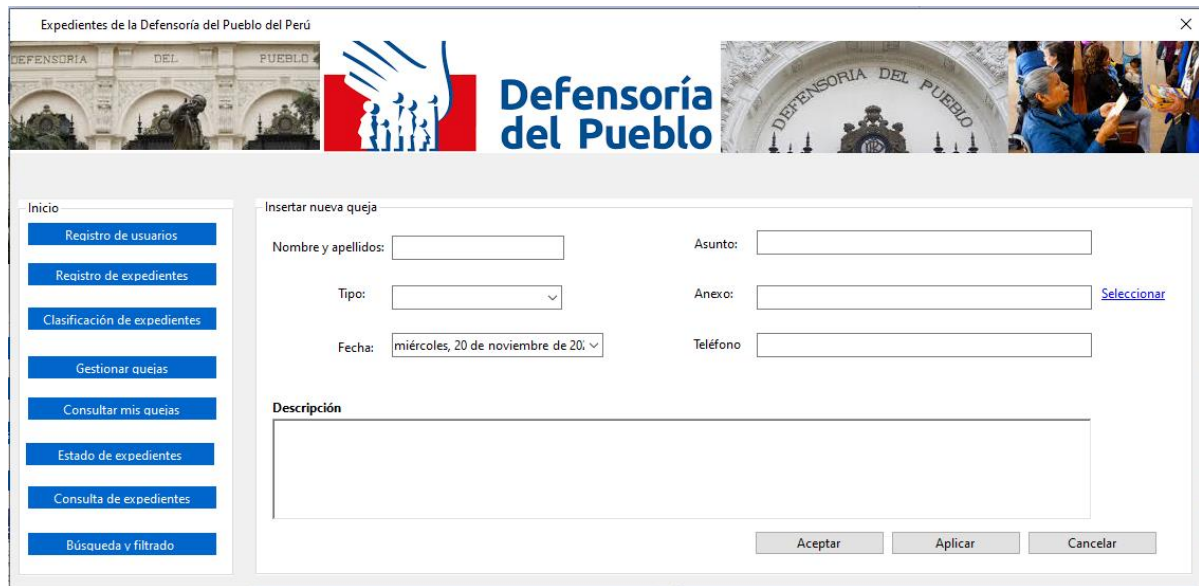 Expedientes de la Defensoría del Pueblo del Perú
DEFENSORIA DEL PUEBLO
Defensoría
del Pueblo
DEFENSORIA DEL PUEBLO
Inicio
Registro de usuarios
Registro de expedientes
Clasificación de expedientes
Gestionar quejas
Consultar mis quejas
Estado de expedientes
Consulta de expedientes
Búsqueda y filtrado
Insertar nueva queja
Nombre y apellidos:
Asunto:
Tipo:
Anexo:
Seleccionar
Fecha:
miércoles, 20 de noviembre de 20
Teléfono
Descripción
Aceptar
Aplicar
Cancelar